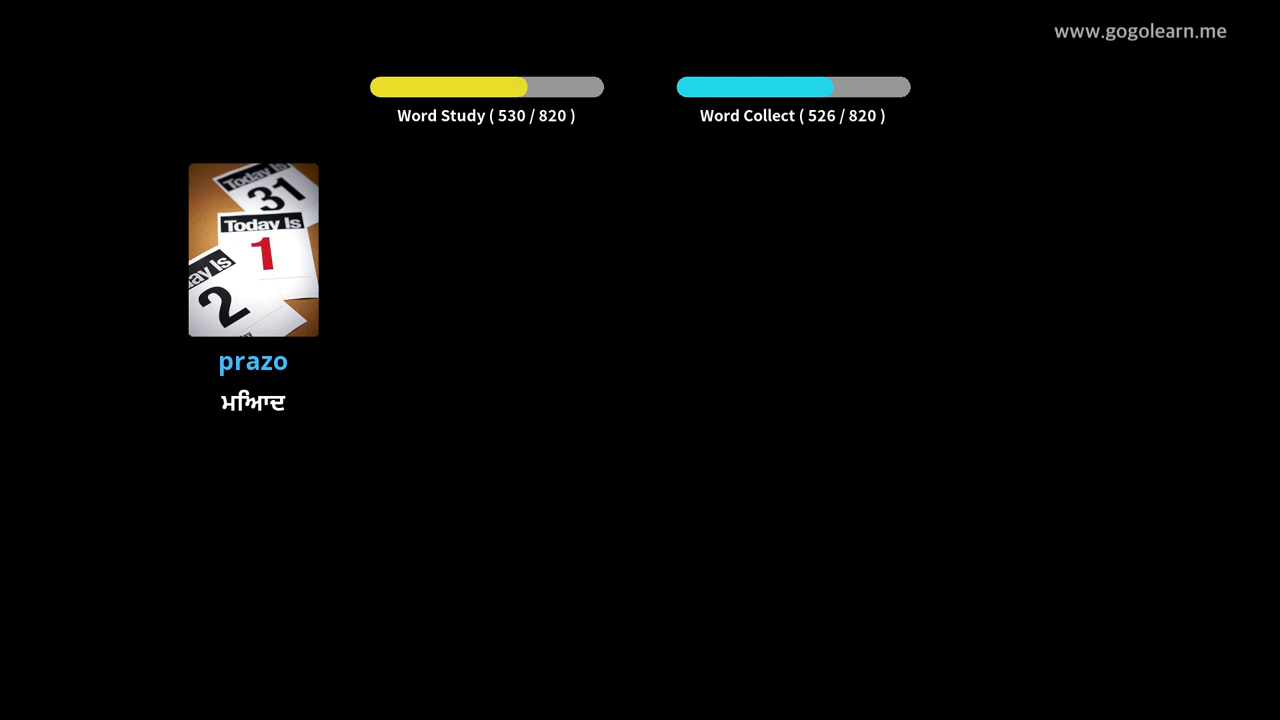 www.gogolearn.me
Word Study ( 530 / 820 )
Word Collect ( 526 / 820 )
Today Is
31
Today Is
1
ay Is
2
prazo
ਮਆਿਦ